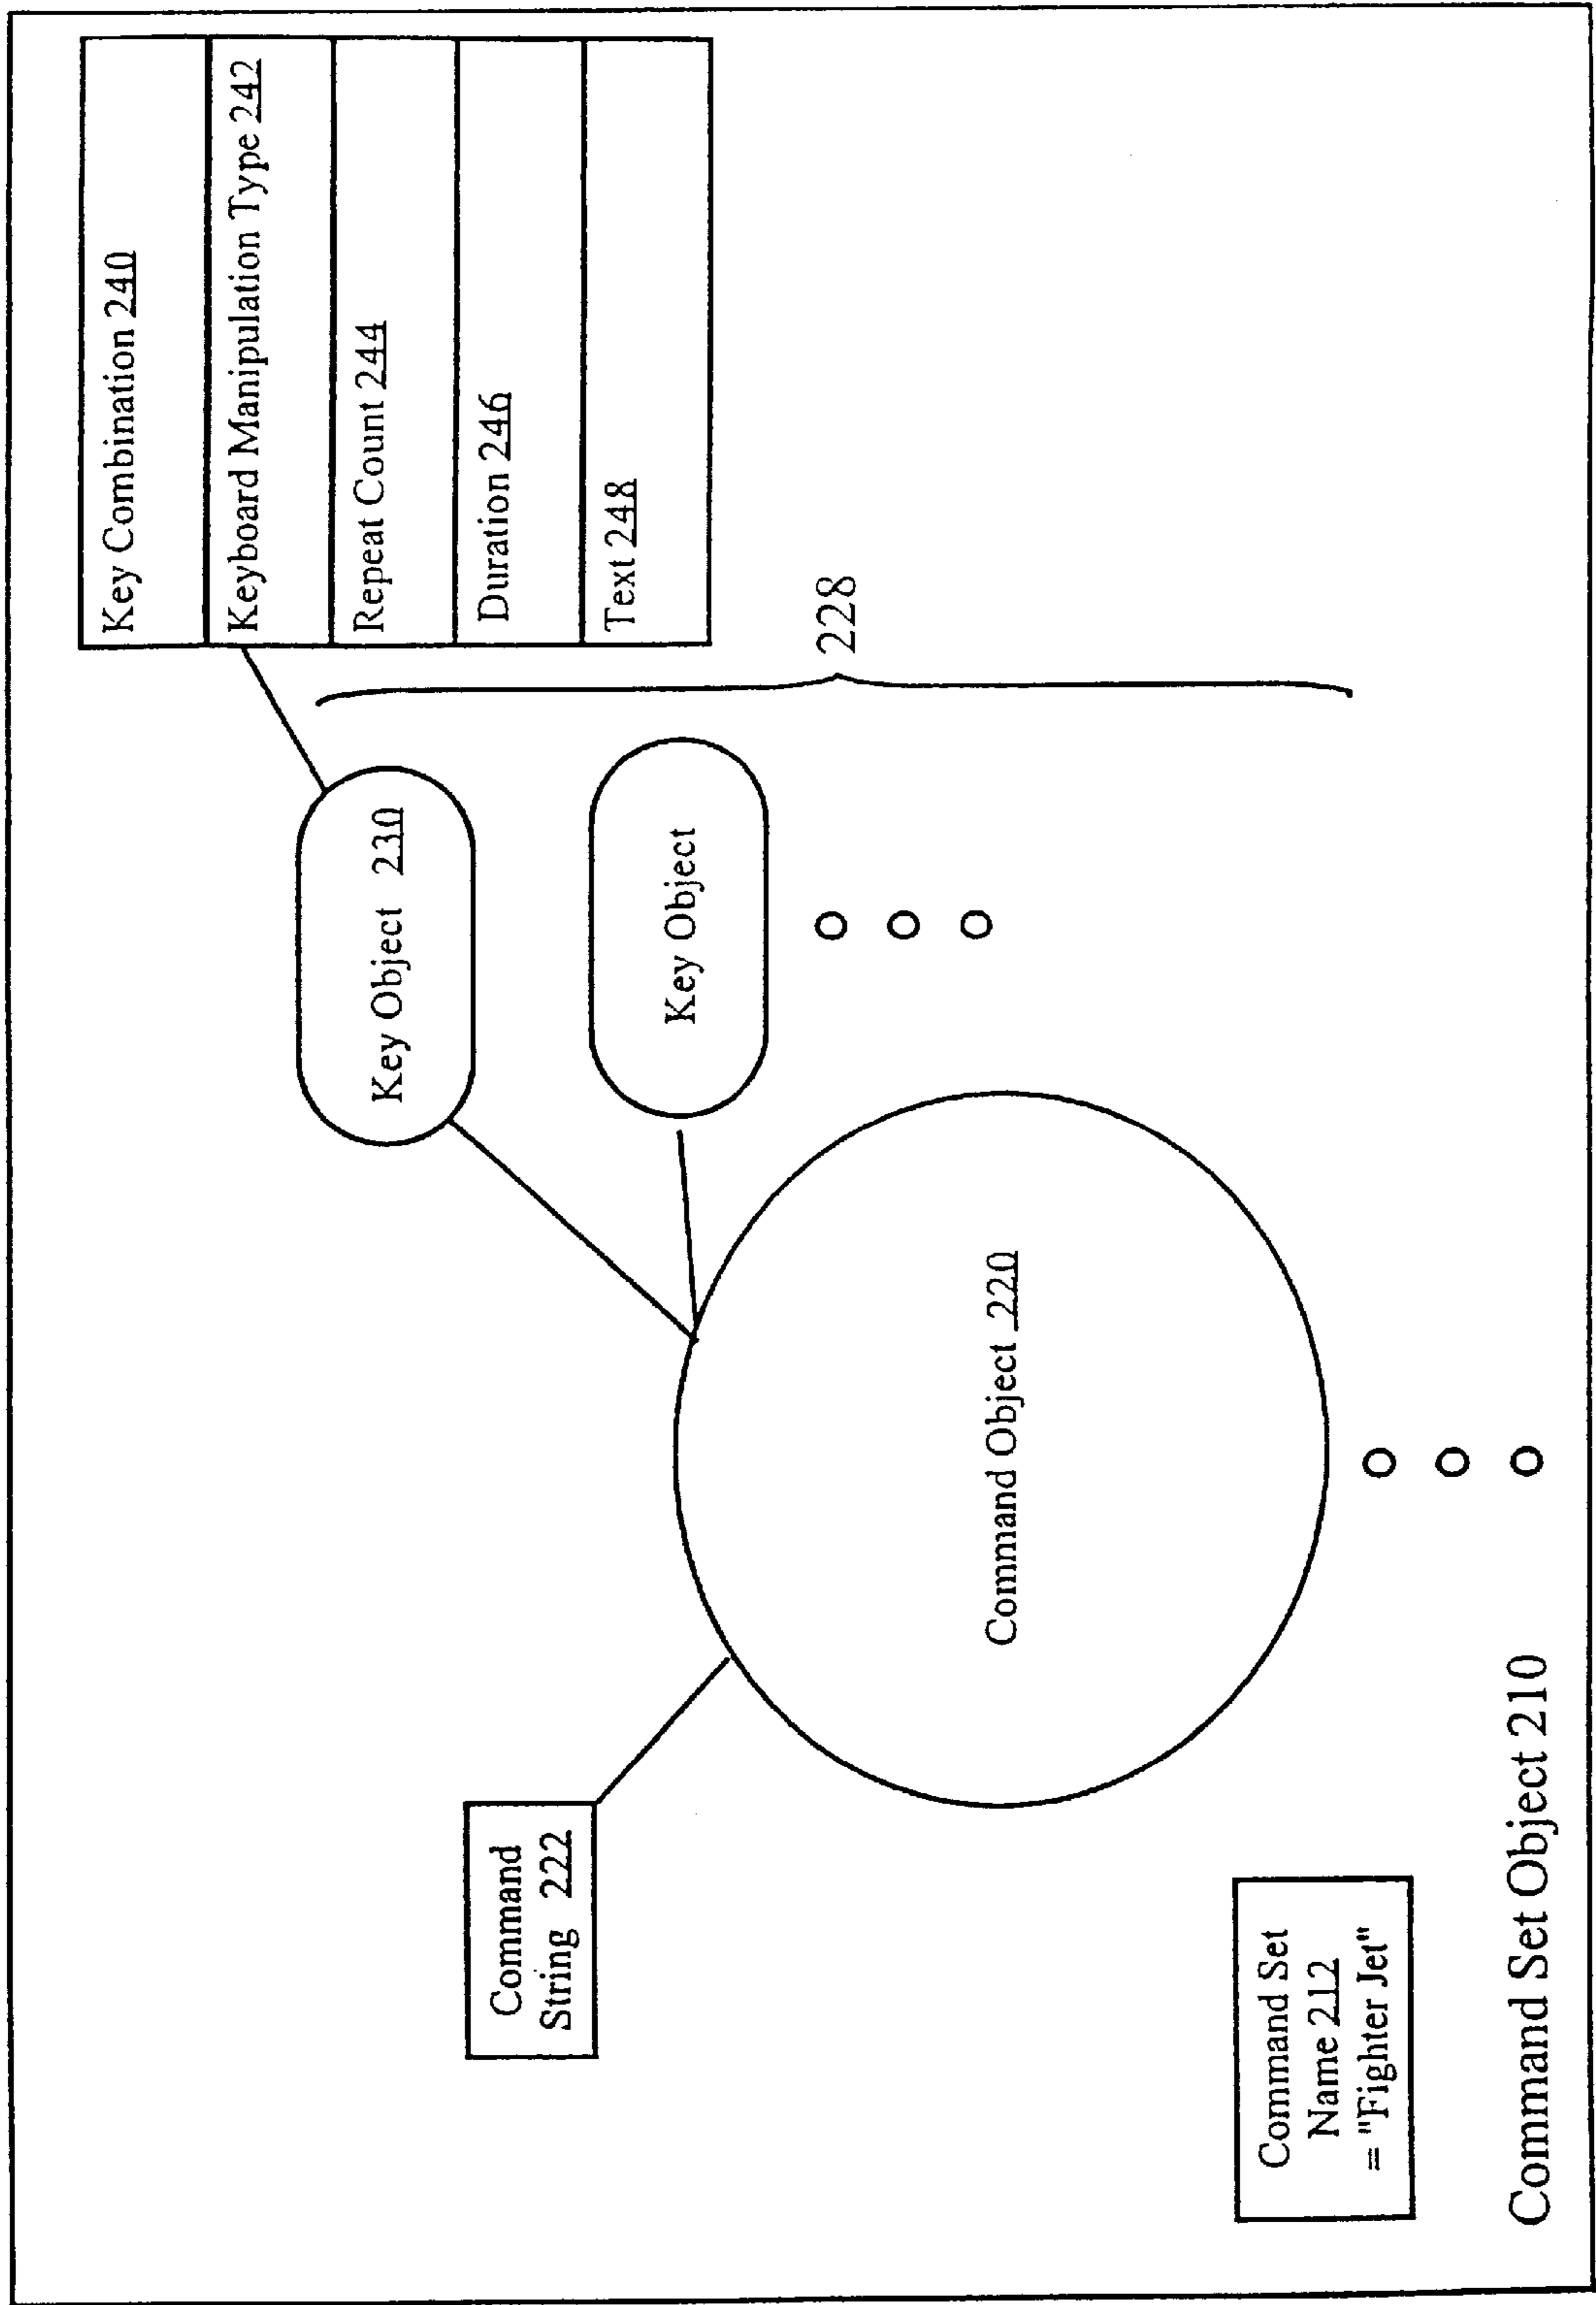 Key Combination 240
Keyboard Manipulation Type 242
Repeat Count 244
Duration 246
Text 248
Key Object 230
228
Key Object
Command
String 222
Command Object 220
Command Set
Name 212
= "Fighter Jet"
Command Set Object 210